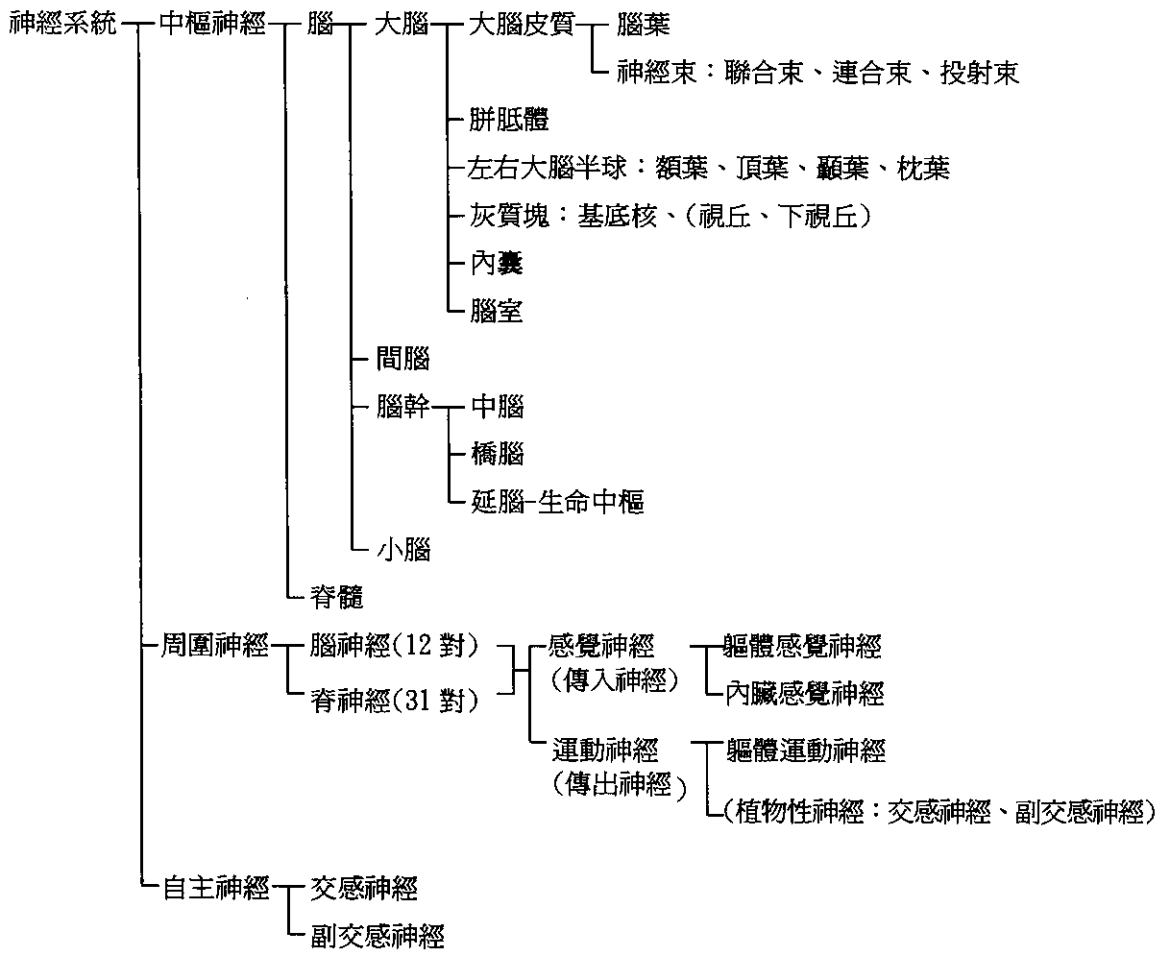 神經系統 中樞神經 腦 大腦 大腦皮質 腦葉
神經束：聯合束、連合束、投射束
胼胝體
左右大腦半球：額葉、頂葉、顳葉、枕葉
灰質塊：基底核、(視丘、下視丘)
內囊
腦室
間腦
腦幹 中腦
橋腦
延腦-生命中樞
小腦
脊髓
周圍神經 腦神經(12 對) 感覺神經 軀體感覺神經
(傳入神經)
脊神經(31 對) 內臟感覺神經
運動神經 軀體運動神經
(傳出神經)
(植物性神經：交感神經、副交感神經)
自主神經 交感神經
副交感神經